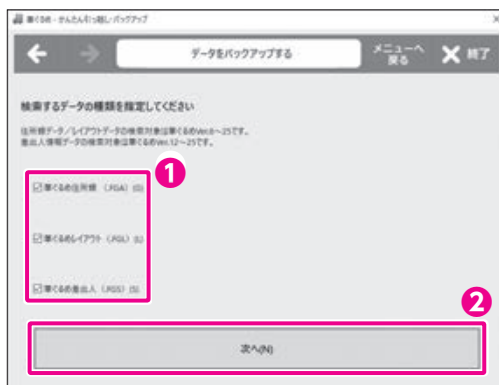 筆ぐるめ - かんたん引っ越しバックアップ
データをバックアップする
メニューへ
戻る
終了
検索するデータの種類を指定してください
住所録データ/レイアウトデータの検索対象は筆ぐるめVer.6~25です。
差出人情報データの検索対象は筆ぐるめVer.12~25です。
1
筆ぐるめ住所録 (.FGA) (G)
筆ぐるめレイアウト (.FGL) (L)
筆ぐるめ差出人 (.FGS) (S)
2
次へ(N)